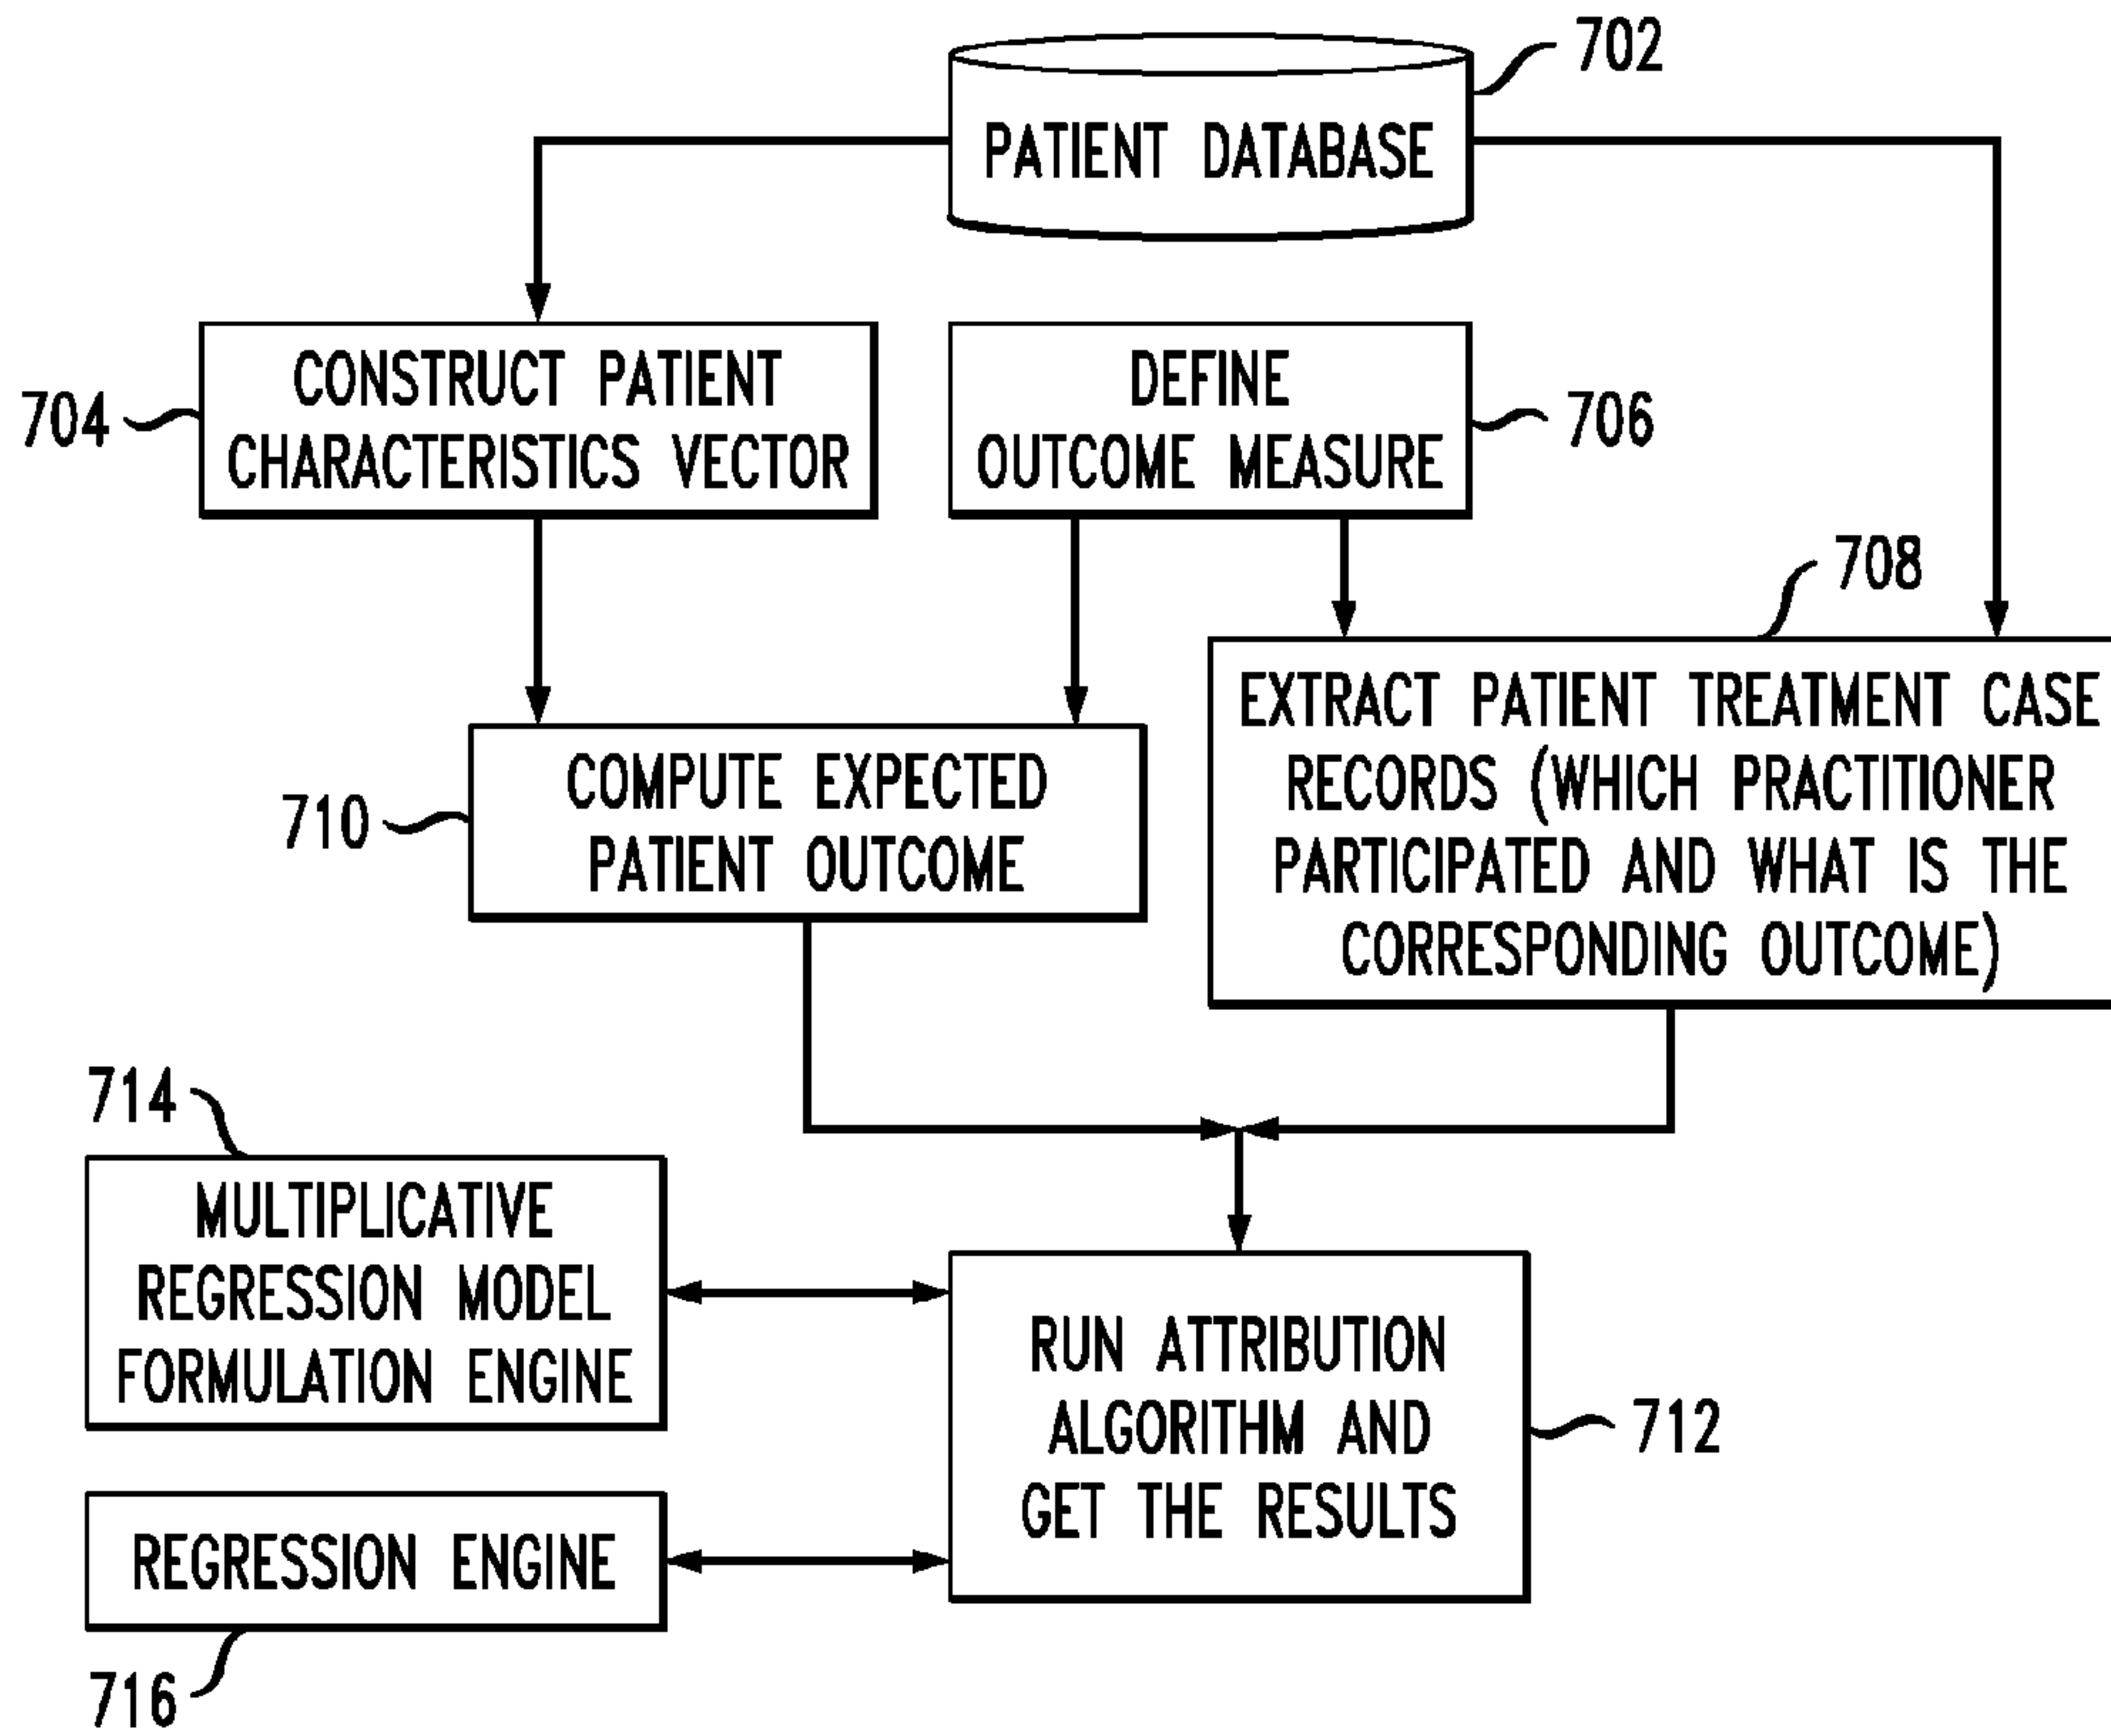 702
PATIENT DATABASE
704
CONSTRUCT PATIENT
CHARACTERISTICS VECTOR
DEFINE
OUTCOME MEASURE
706
708
EXTRACT PATIENT TREATMENT CASE
RECORDS (WHICH PRACTITIONER
PARTICIPATED AND WHAT IS THE
CORRESPONDING OUTCOME)
710
COMPUTE EXPECTED
PATIENT OUTCOME
714
MULTIPLICATIVE
REGRESSION MODEL
FORMULATION ENGINE
RUN ATTRIBUTION
ALGORITHM AND
GET THE RESULTS
712
REGRESSION ENGINE
716